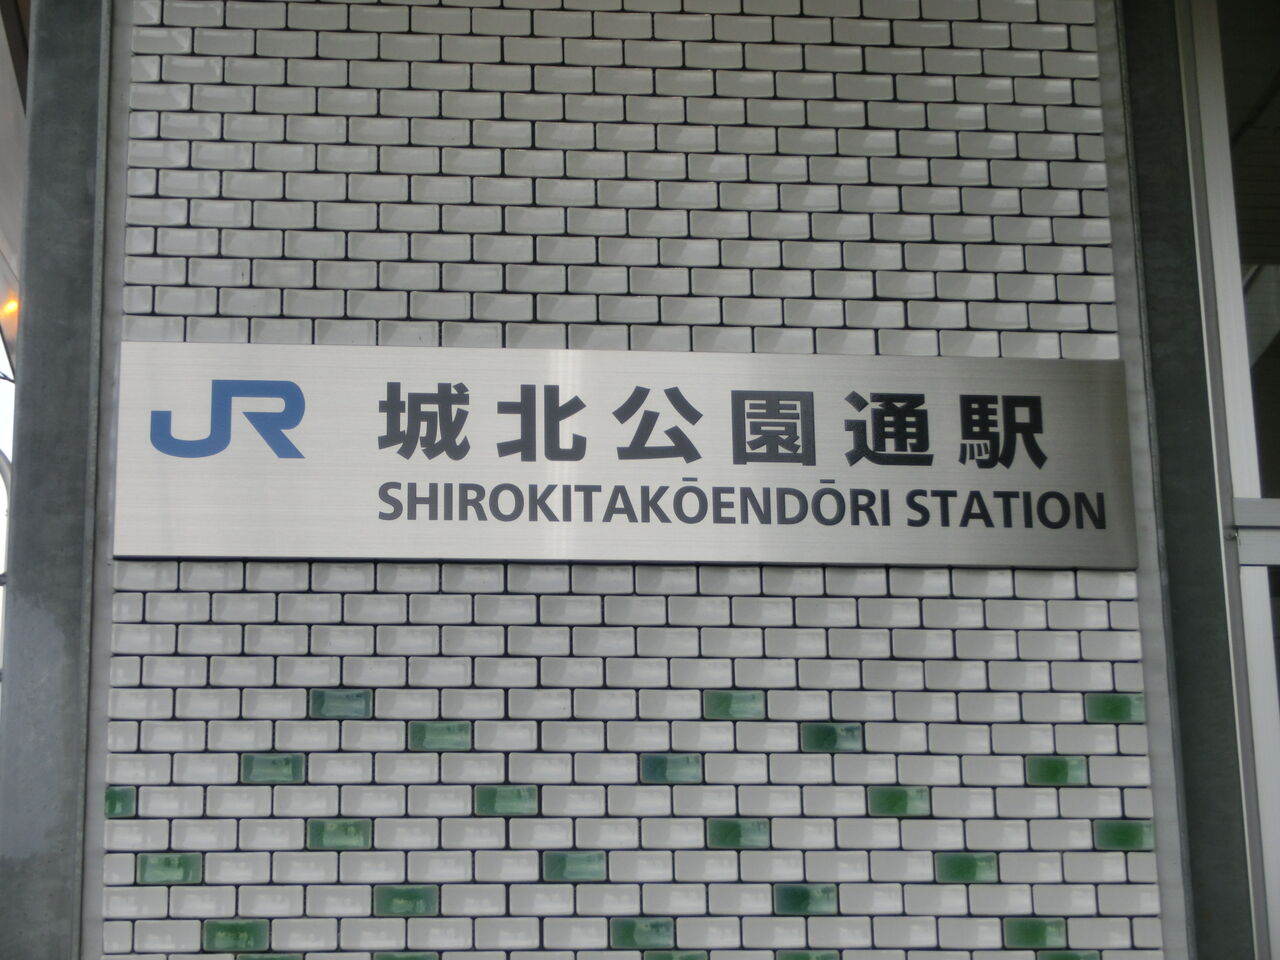 JR 城北公園通駅
SHIROKITAKŌENDŌRI STATION